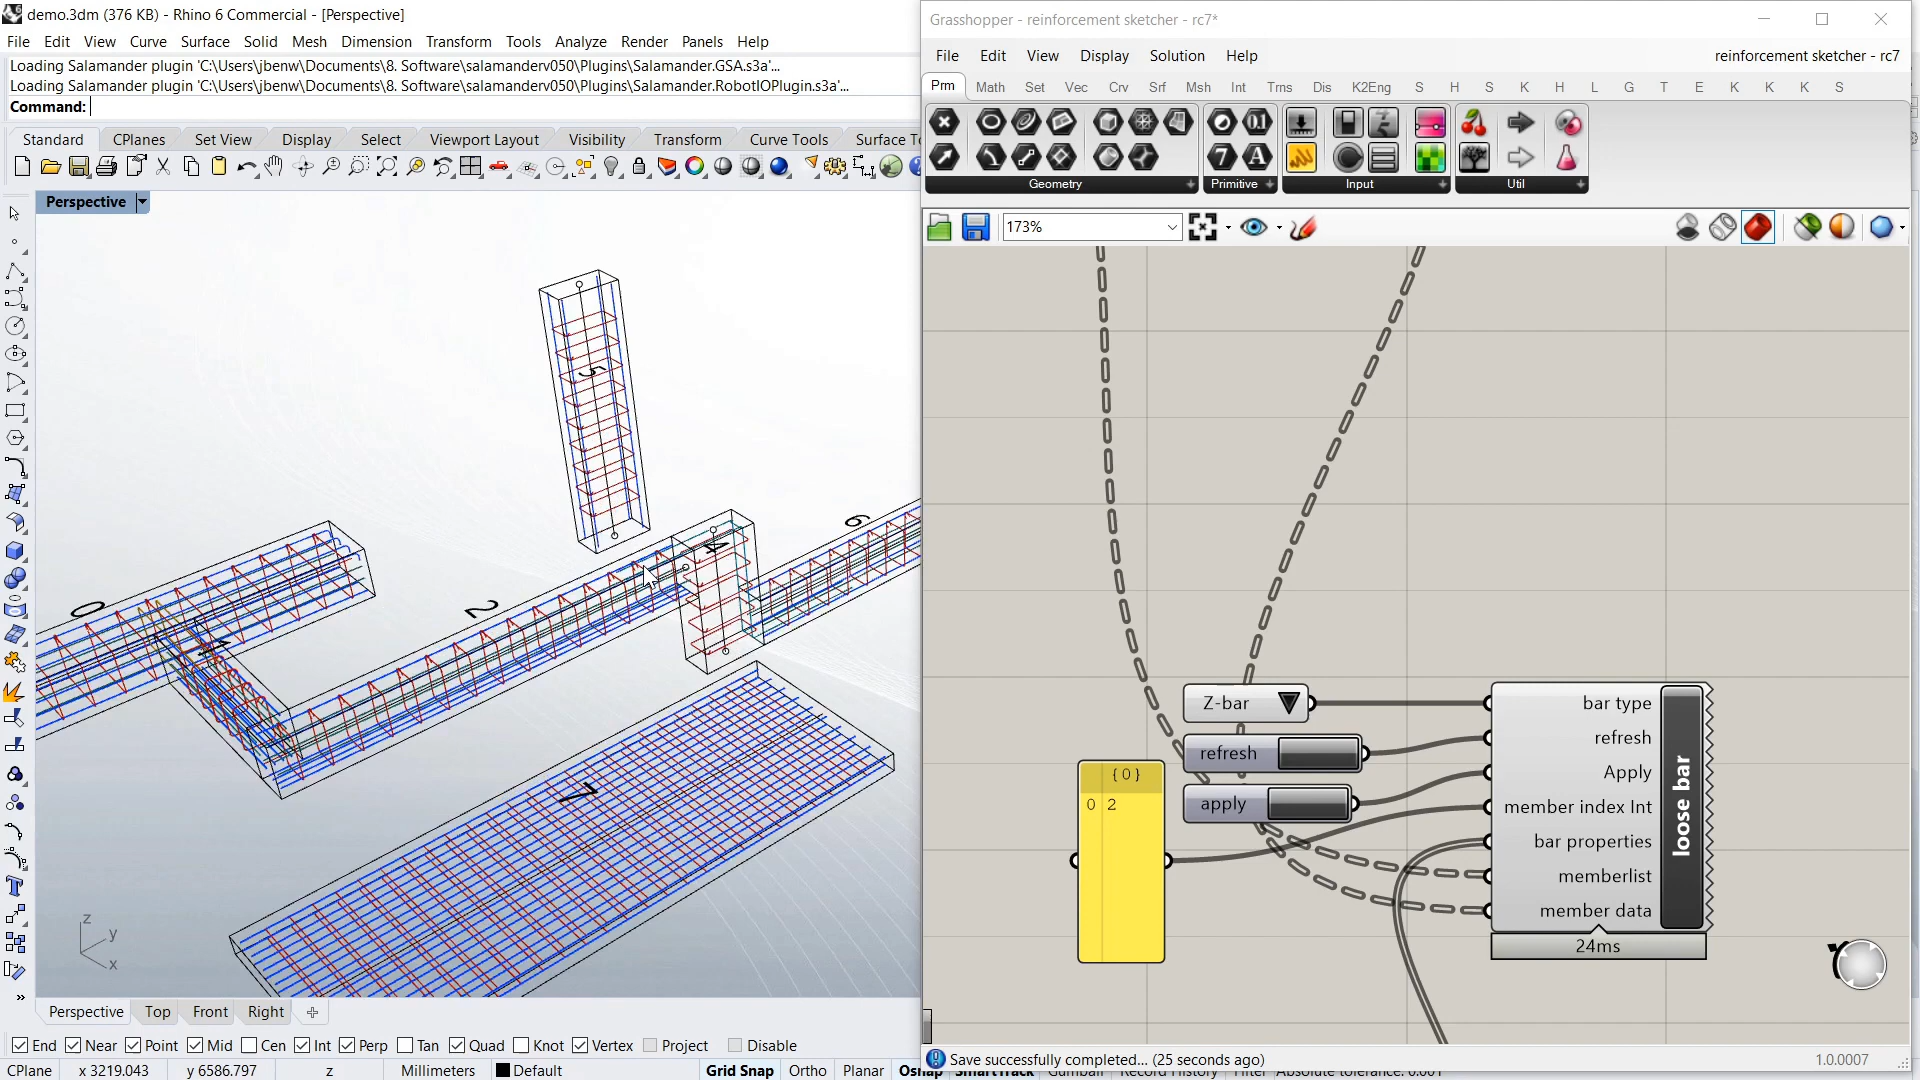 demo.3dm (376 KB) - Rhino 6 Commercial - [Perspective]
File Edit View Curve Surface Solid Mesh Dimension Transform Tools Analyze Render Panels Help
Loading Salamander plugin 'C:\Users\jbenw\Documents\8. Software\salamanderv050\Plugins\Salamander.GSA.s3a'...
Loading Salamander plugin 'C:\Users\jbenw\Documents\8. Software\salamanderv050\Plugins\Salamander.RobotIOPlugin.s3a'...
Command:
Standard CPlanes Set View Display Select Viewport Layout Visibility Transform Curve Tools Surface
Perspective
5
4
6
0
2
7
z
y
x
Perspective Top Front Right
End Near Point Mid Cen Int Perp Tan Quad Knot Vertex Project Disable
CPlane x 3219.043 y 6586.797 z Millimeters Default Grid Snap Ortho Planar
Grasshopper - reinforcement sketcher - rc7*
File Edit View Display Solution Help
reinforcement sketcher - rc7
Prm Math Set Vec Crv Srf Msh Int Trns Dis K2Eng S H S K H L G T E K K K S
Geometry Primitive Input Util
173%
Z-bar
refresh
apply
{0}
0 2
bar type
refresh
Apply
member index Int
bar properties
memberlist
member data
loose bar
24ms
Save successfully completed... (25 seconds ago)
1.0.0007